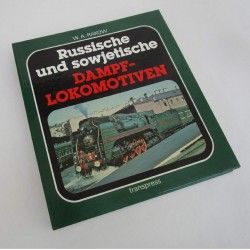 W. A. Rakow
Russische
und sowjetische
DAMPF-
LOKOMOTIVEN
transpress